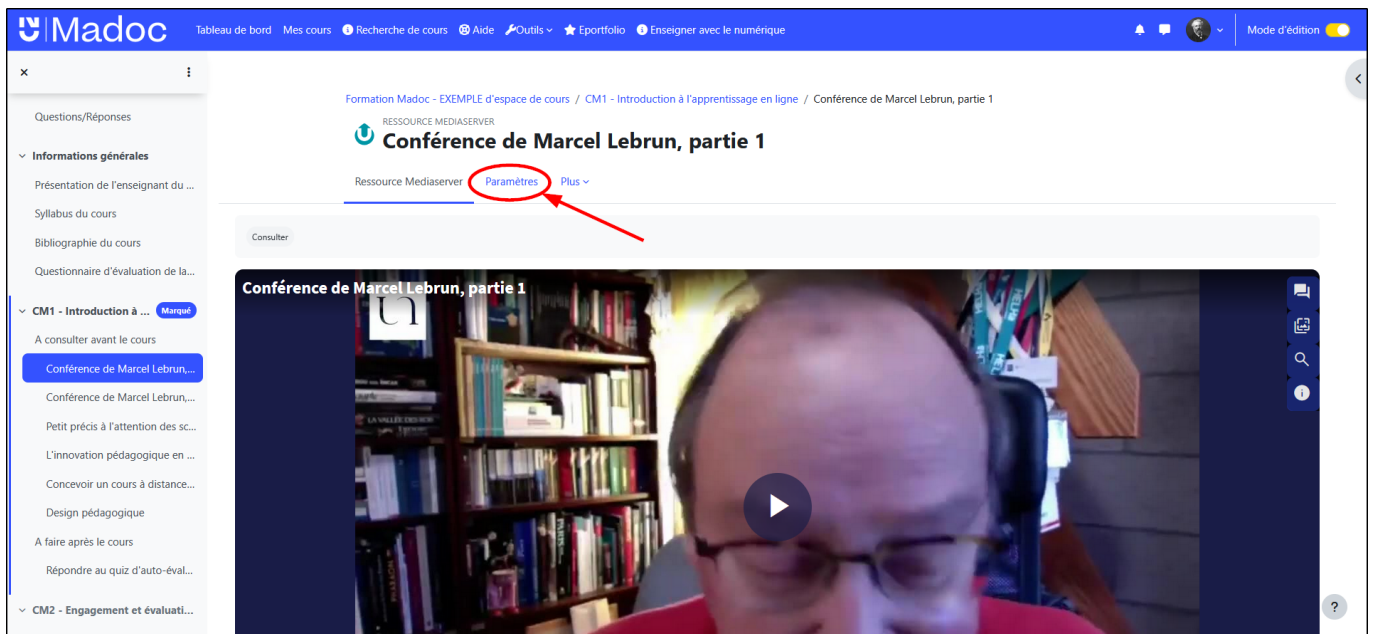 Madoc
Tableau de bord Mes cours Recherche de cours Aide Outils Eportfolio Enseigner avec le numérique Mode d'édition
Questions/Réponses
Informations générales
Présentation de l'enseignant du ...
Syllabus du cours
Bibliographie du cours
Questionnaire d'évaluation de la...
CM1 - Introduction à ... Marqué
A consulter avant le cours
Conférence de Marcel Lebrun,...
Conférence de Marcel Lebrun,...
Petit précis à l'attention des sc...
L'innovation pédagogique en ...
Concevoir un cours à distance...
Design pédagogique
A faire après le cours
Répondre au quiz d'auto-éval...
CM2 - Engagement et évaluati...
Formation Madoc - EXEMPLE d'espace de cours / CM1 - Introduction à l'apprentissage en ligne / Conférence de Marcel Lebrun, partie 1
RESSOURCE MEDIASERVER
Conférence de Marcel Lebrun, partie 1
Ressource Mediaserver Paramètres Plus
Consulter
Conférence de Marcel Lebrun, partie 1
LA VALLÉE DES ROIS
?